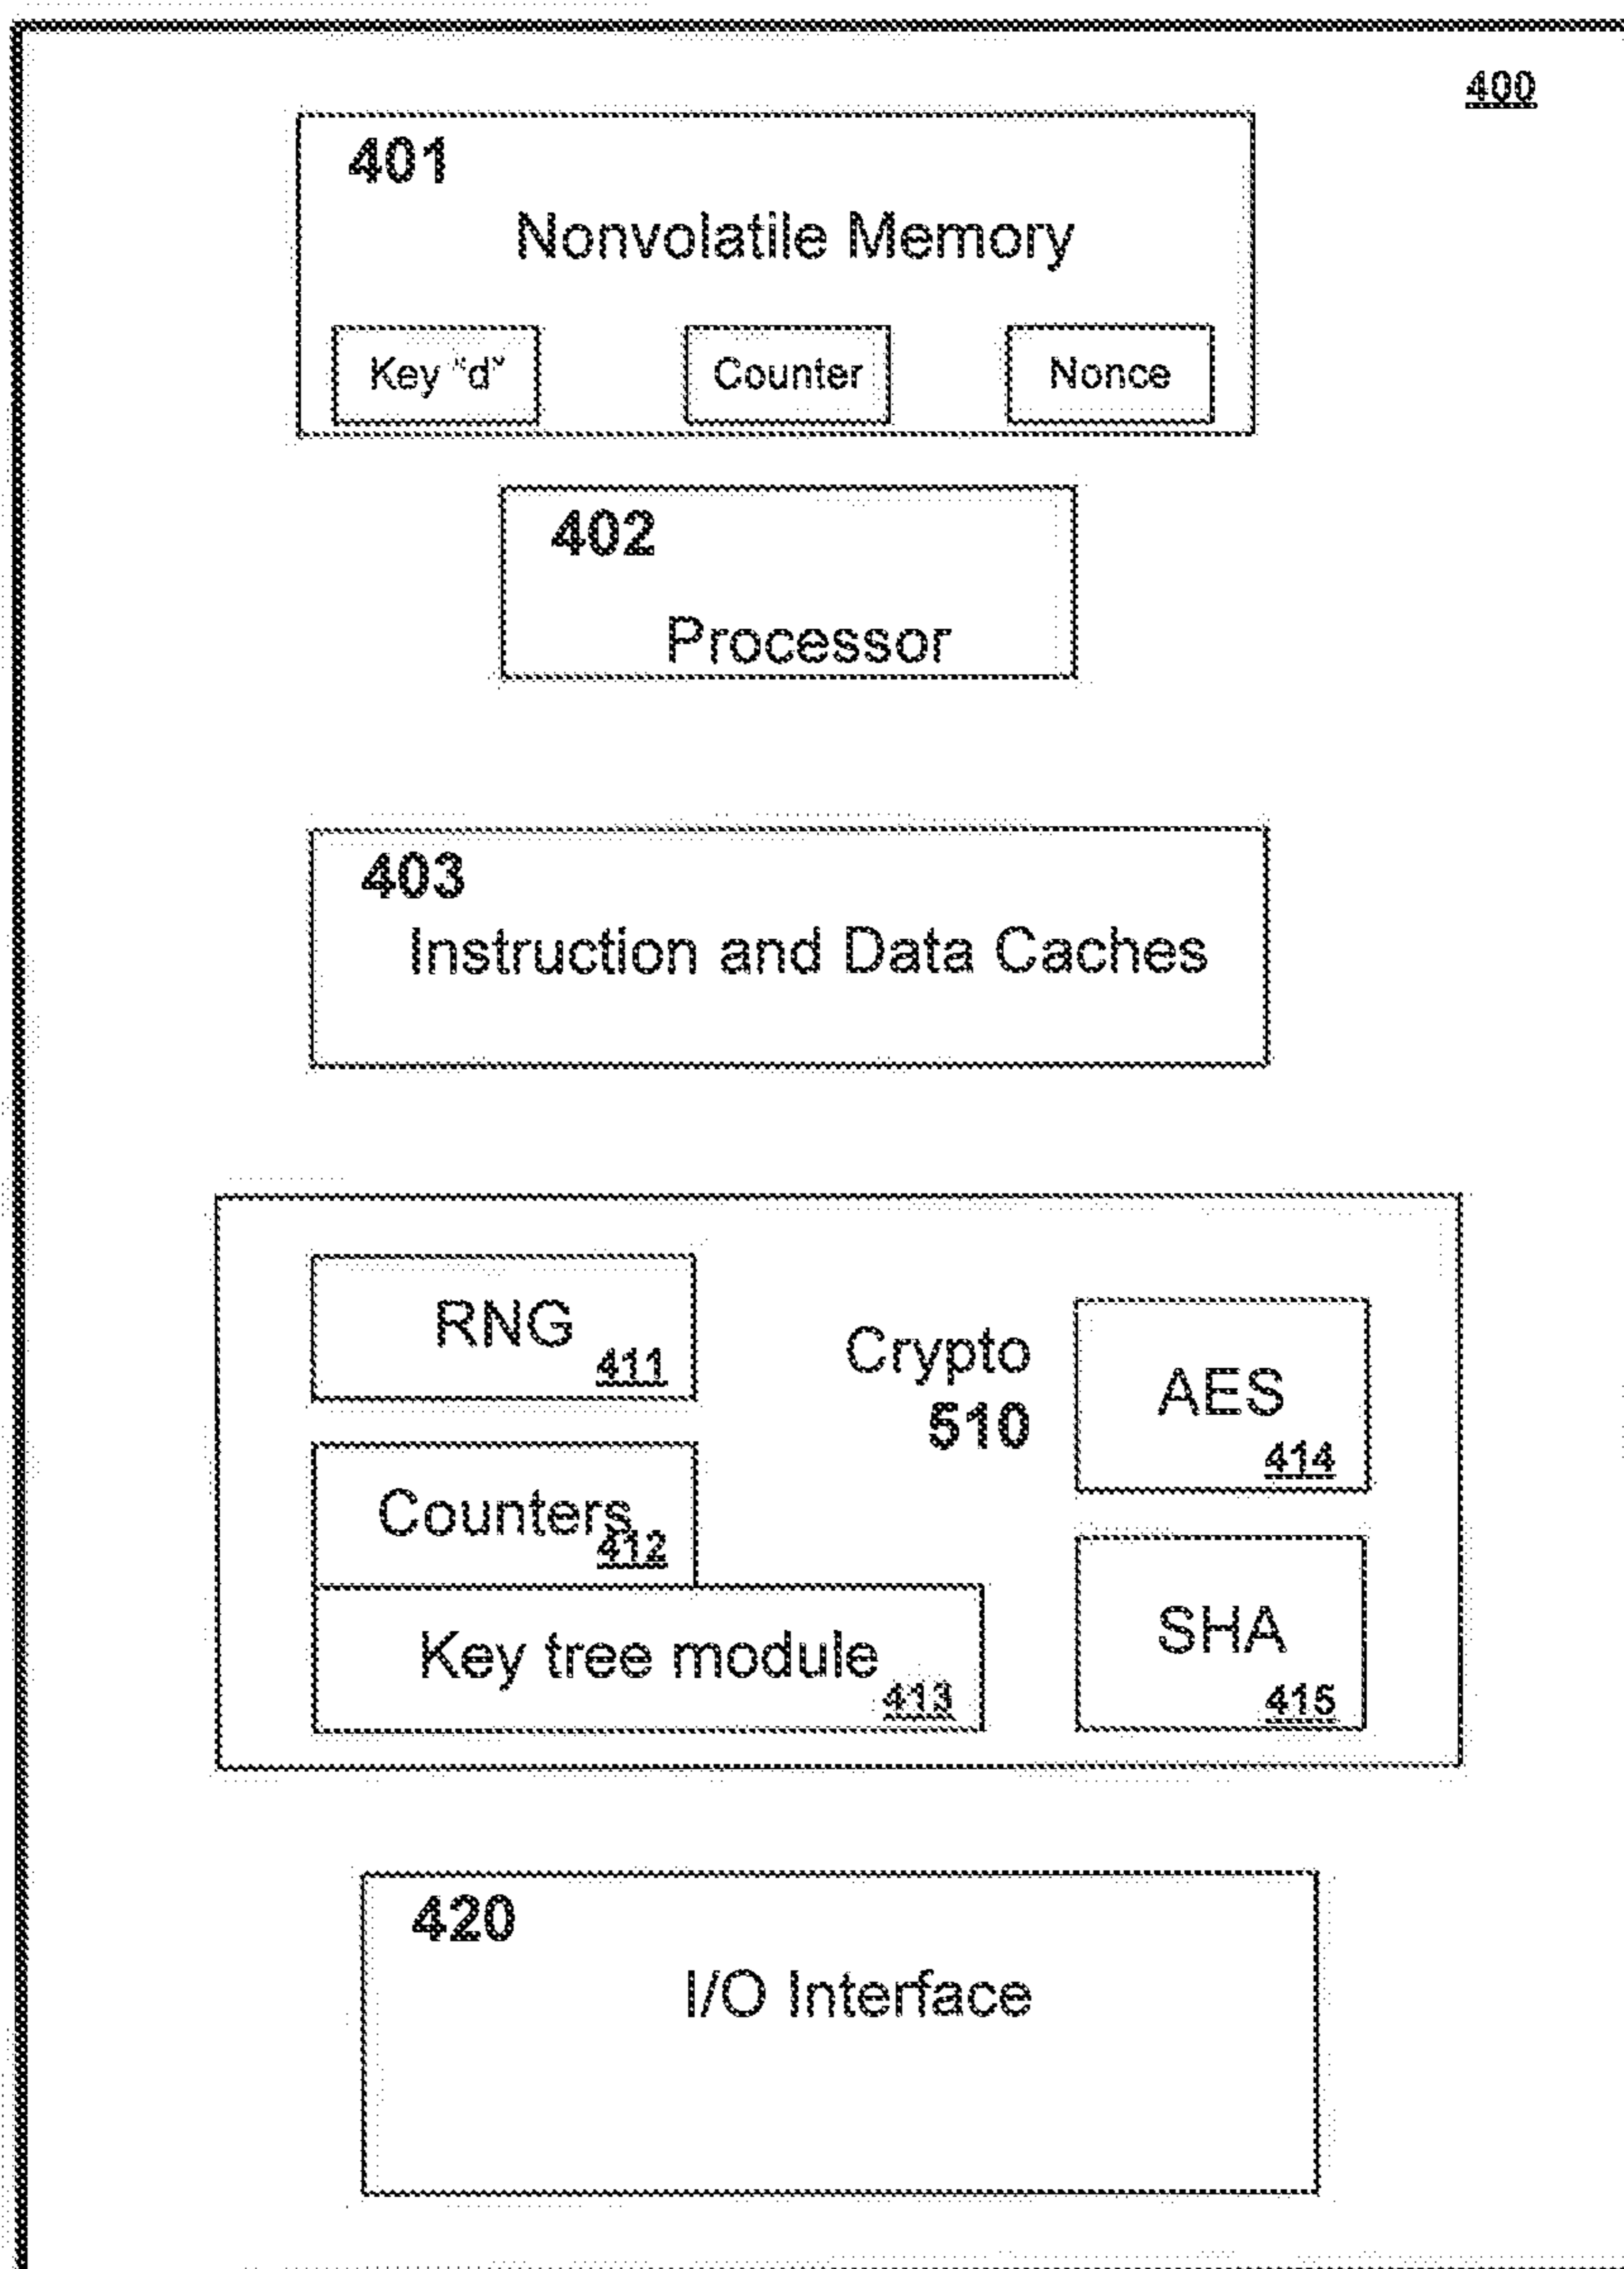 400
401
Nonvolatile Memory
Key "d" Counter Nonce
402
Processor
403
Instruction and Data Caches
RNG
411
Crypto
510
AES
414
Counters
412
Key tree module
413
SHA
415
420
I/O Interface